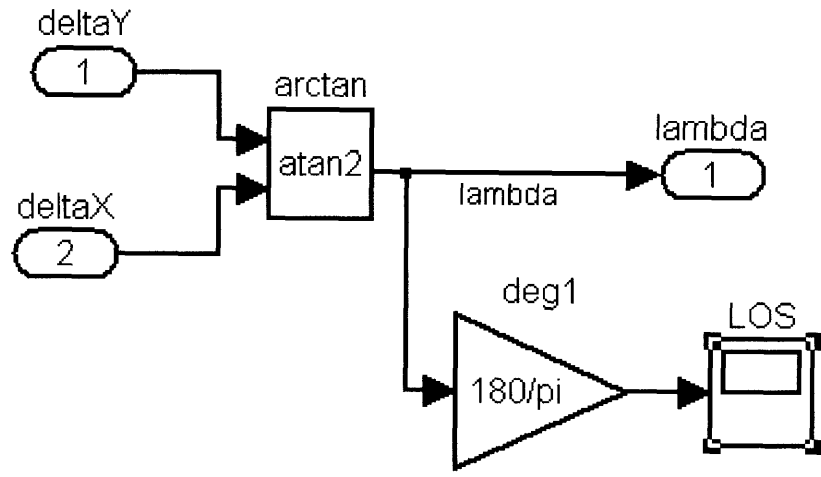 deltaY
1
arctan
atan2
lambda
1
lambda
deltaX
2
deg1
180/pi
LOS